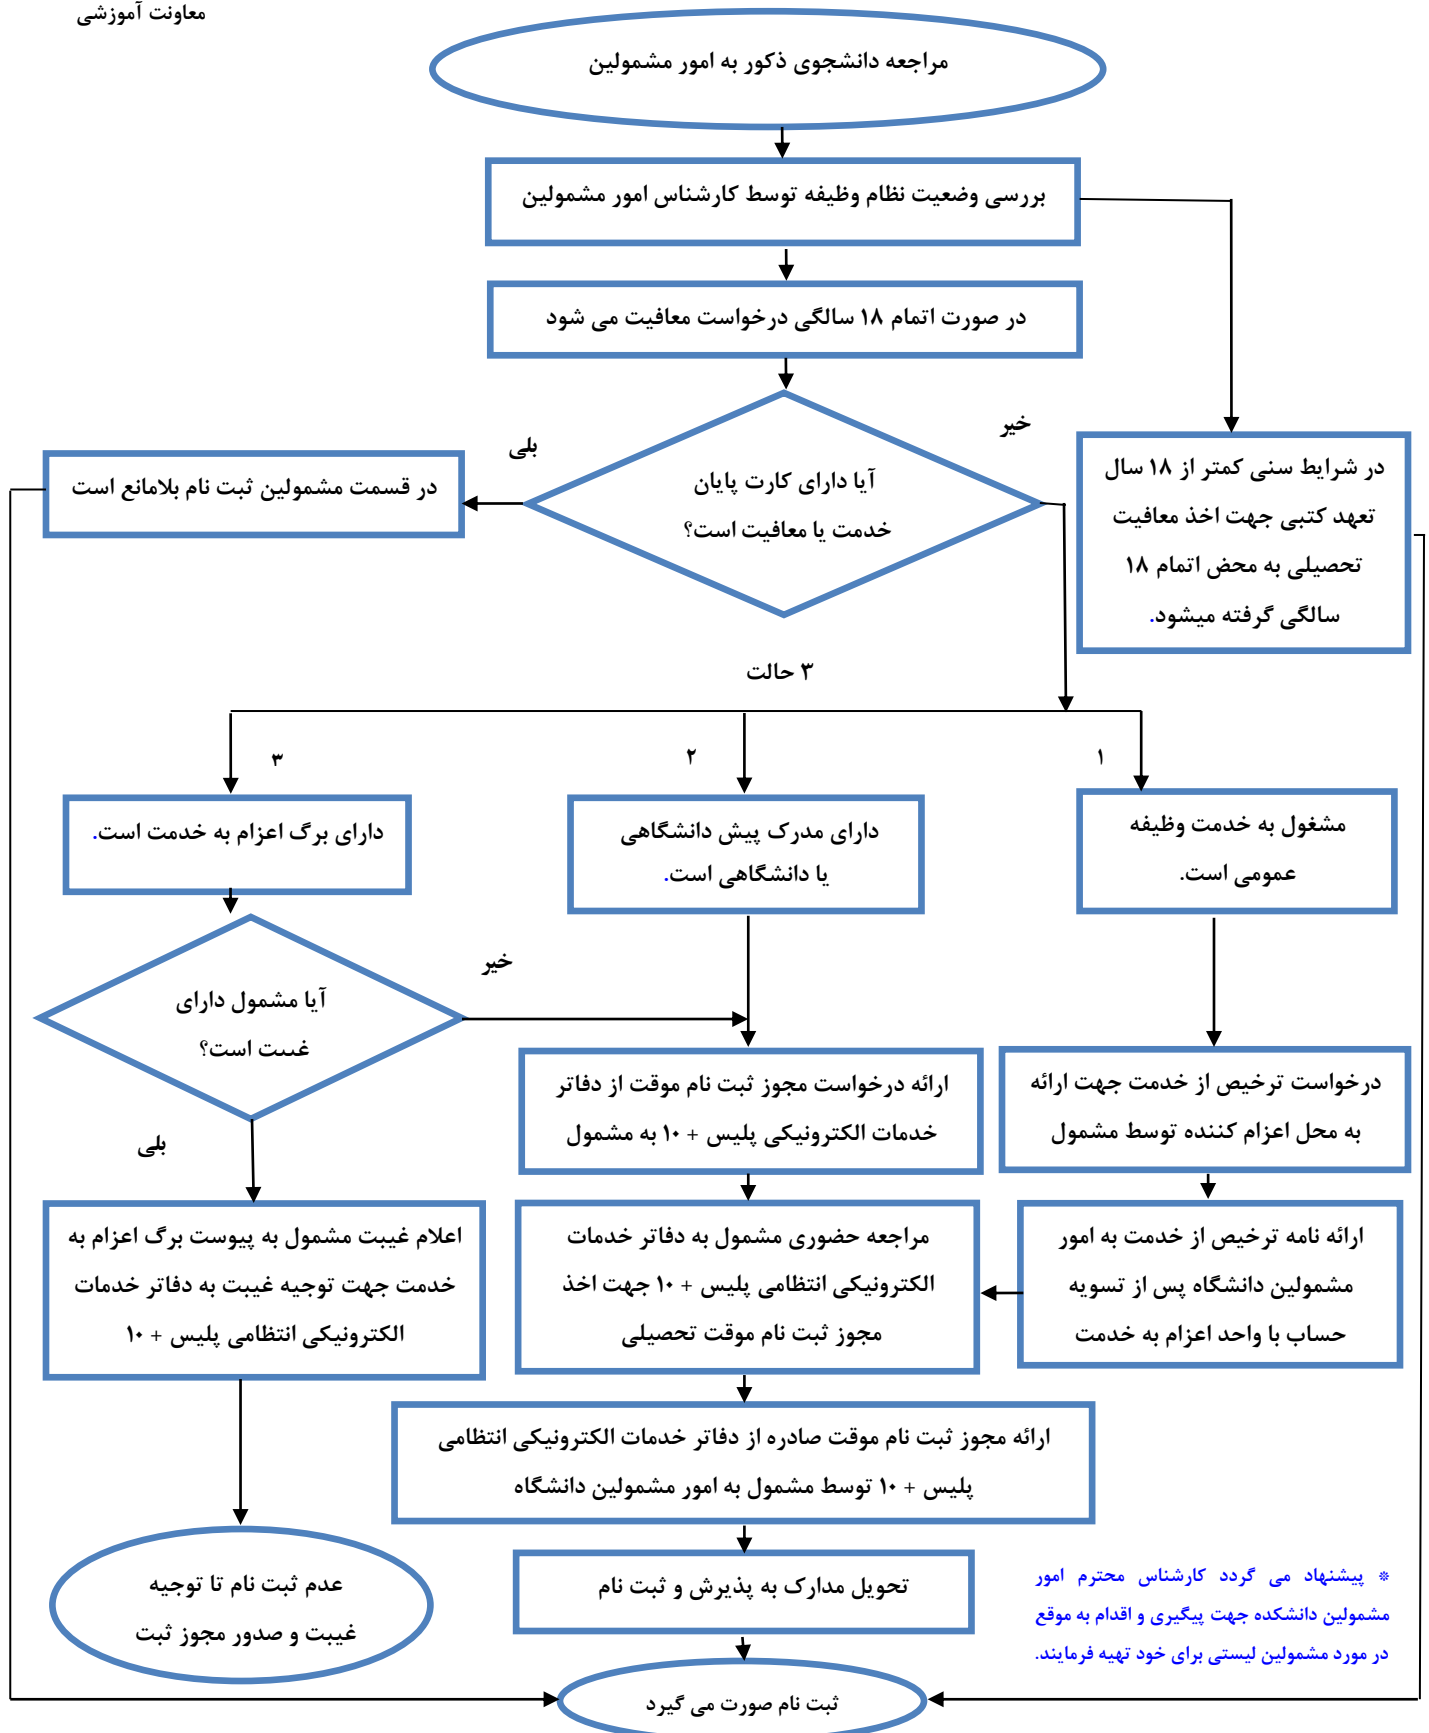 معاونت آموزشی
مراجعه دانشجوی ذکور به امور مشمولین
بررسی وضعیت نظام وظیفه توسط کارشناس امور مشمولین
در صورت اتمام ۱۸ سالگی درخواست معافیت می شود
خیر
بلی
آیا دارای کارت پایان
خدمت یا معافیت است؟
در قسمت مشمولین ثبت نام بلامانع است
در شرایط سنی کمتر از ۱۸ سال
تعهد کتبی جهت اخذ معافیت
تحصیلی به محض اتمام ۱۸
سالگی گرفته میشود.
۳ حالت
۱
۲
۳
مشغول به خدمت وظیفه
عمومی است.
دارای مدرک پیش دانشگاهی
یا دانشگاهی است.
دارای برگ اعزام به خدمت است.
خیر
آیا مشمول دارای
غیبت است؟
بلی
درخواست ترخیص از خدمت جهت ارائه
به محل اعزام کننده توسط مشمول
ارائه درخواست مجوز ثبت نام موقت از دفاتر
خدمات الکترونیکی پلیس + ۱۰ به مشمول
ارائه نامه ترخیص از خدمت به امور
مشمولین دانشگاه پس از تسویه
حساب با واحد اعزام به خدمت
مراجعه حضوری مشمول به دفاتر خدمات
الکترونیکی انتظامی پلیس + ۱۰ جهت اخذ
مجوز ثبت نام موقت تحصیلی
اعلام غیبت مشمول به پیوست برگ اعزام به
خدمت جهت توجیه غیبت به دفاتر خدمات
الکترونیکی انتظامی پلیس + ۱۰
ارائه مجوز ثبت نام موقت صادره از دفاتر خدمات الکترونیکی انتظامی
پلیس + ۱۰ توسط مشمول به امور مشمولین دانشگاه
تحویل مدارک به پذیرش و ثبت نام
عدم ثبت نام تا توجیه
غیبت و صدور مجوز ثبت
* پیشنهاد می گردد کارشناس محترم امور
مشمولین دانشکده جهت پیگیری و اقدام به موقع
در مورد مشمولین لیستی برای خود تهیه فرمایند.
ثبت نام صورت می گیرد